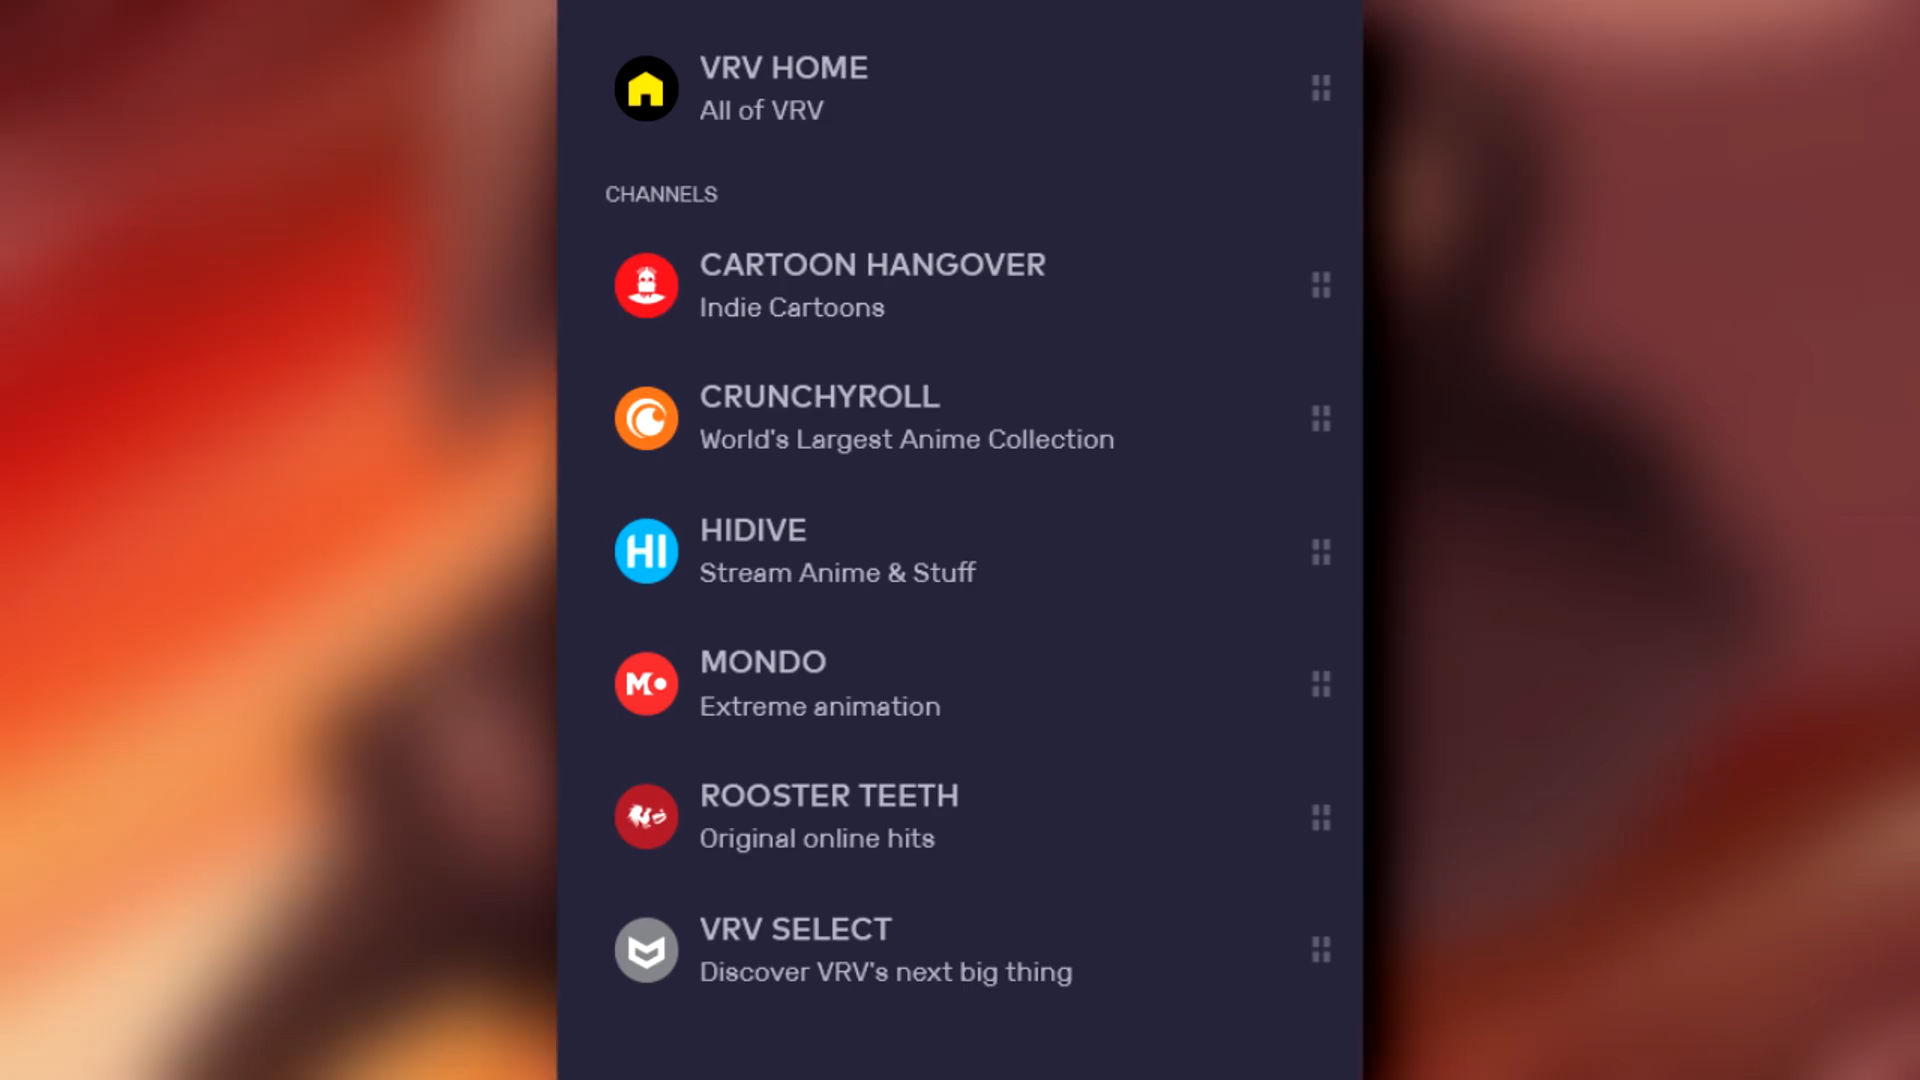 VRV HOME
All of VRV
CHANNELS
CARTOON HANGOVER
Indie Cartoons
CRUNCHYROLL
World's Largest Anime Collection
HI
HIDIVE
Stream Anime & Stuff
MONDO
Extreme animation
ROOSTER TEETH
Original online hits
VRV SELECT
Discover VRV's next big thing